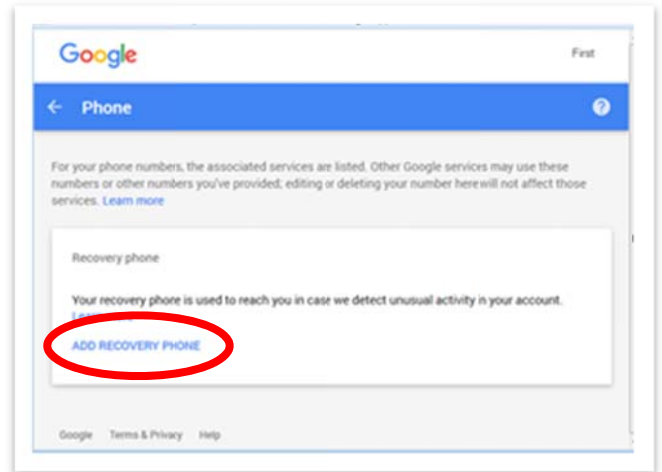 Google First
Phone
For your phone numbers, the associated services are listed. Other Google services may use these
numbers or other numbers you've provided; editing or deleting your number here will not affect those
services. Learn more
Recovery phone
Your recovery phone is used to reach you in case we detect unusual activity in your account.
ADD RECOVERY PHONE
Google Terms & Privacy Help